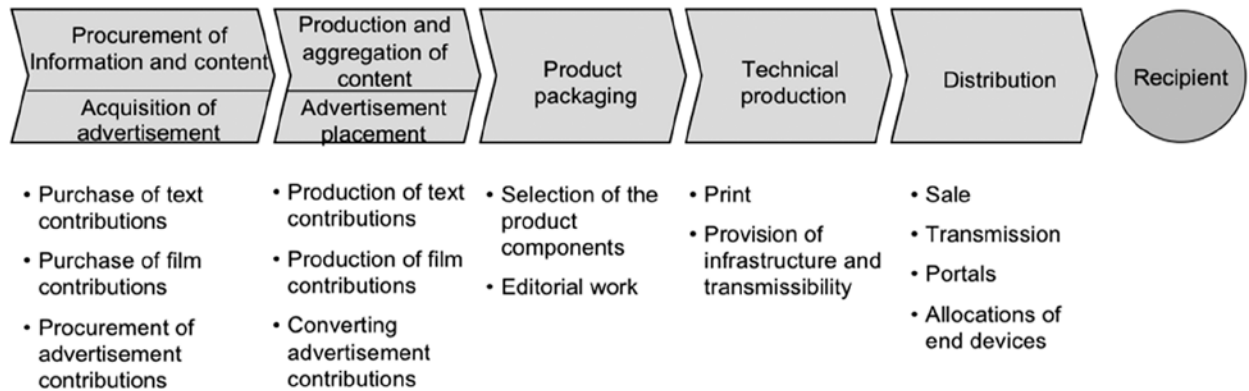 Procurement of
Information and content
Acquisition of
advertisement
Production and
aggregation of
content
Advertisement
placement
Product
packaging
Technical
production
Distribution
Recipient
• Purchase of text
contributions
• Purchase of film
contributions
• Procurement of
advertisement
contributions
• Production of text
contributions
• Production of film
contributions
• Converting
advertisement
contributions
• Selection of the
product
components
• Editorial work
• Print
• Provision of
infrastructure and
transmissibility
• Sale
• Transmission
• Portals
• Allocations of
end devices